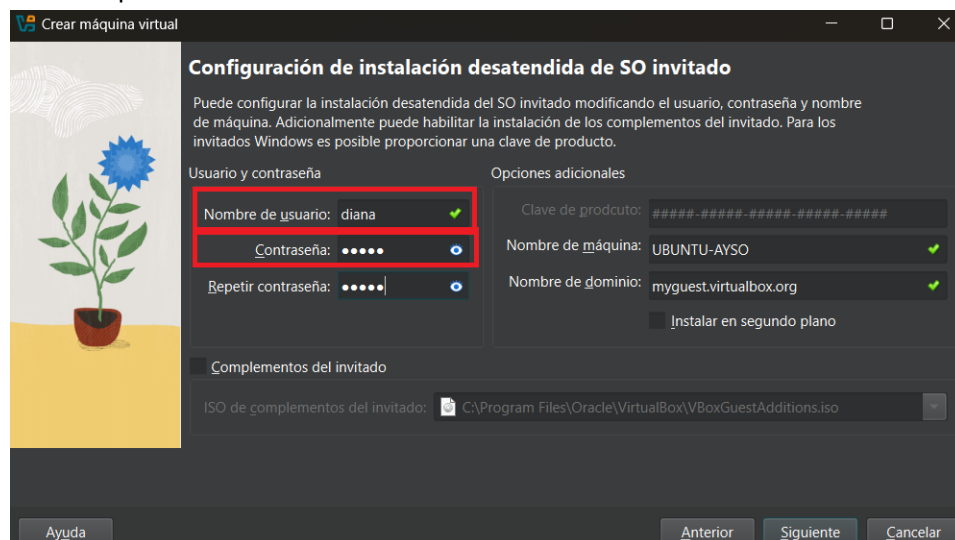 Crear máquina virtual
Configuración de instalación desatendida de SO invitado
Puede configurar la instalación desatendida del SO invitado modificando el usuario, contraseña y nombre
de máquina. Adicionalmente puede habilitar la instalación de los complementos del invitado. Para los
invitados Windows es posible proporcionar una clave de producto.
Usuario y contraseña
Nombre de usuario: diana
Contraseña: •••••
Repetir contraseña: •••••
Opciones adicionales
Clave de prodcuto: #####-#####-#####-#####-#####
Nombre de máquina: UBUNTU-AYSO
Nombre de dominio: myguest.virtualbox.org
Instalar en segundo plano
Complementos del invitado
ISO de complementos del invitado: C:\Program Files\Oracle\VirtualBox\VBoxGuestAdditions.iso
Ayuda
Anterior
Siguiente
Cancelar